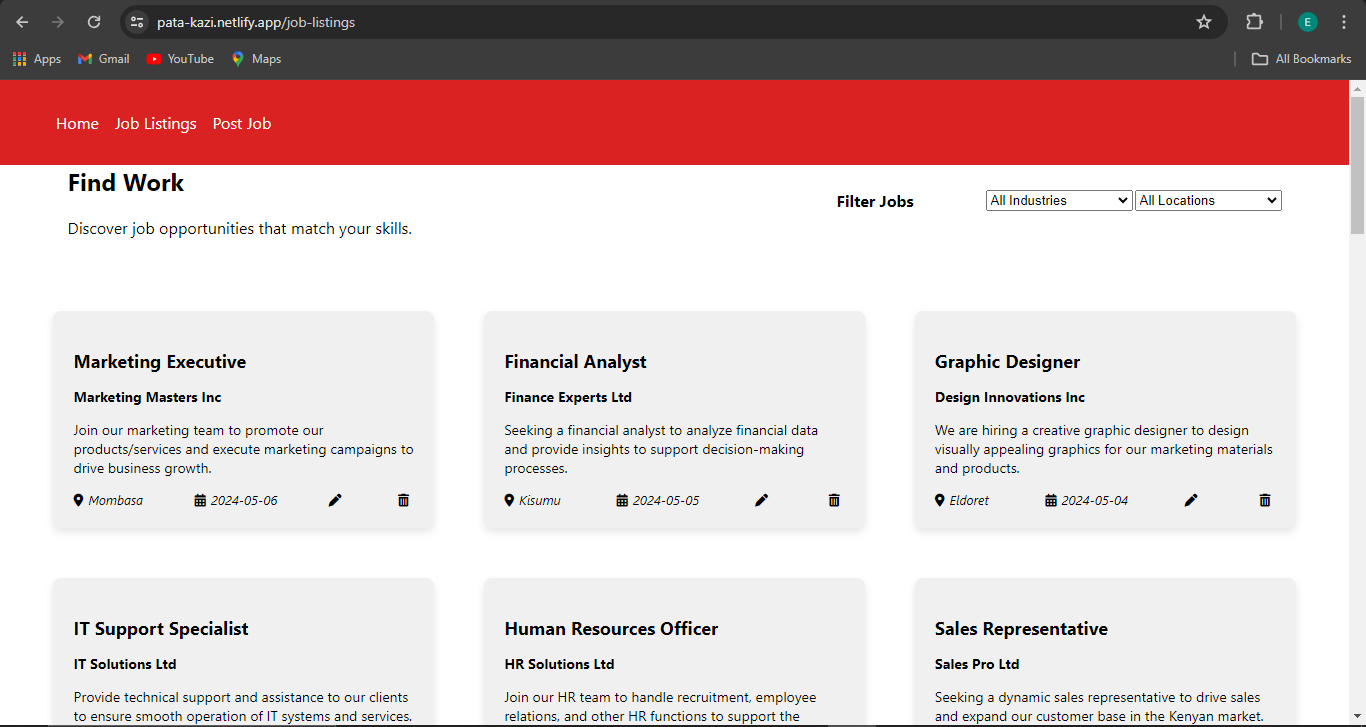 pata-kazi.netlify.app/job-listings
E
Apps Gmail YouTube Maps All Bookmarks
Home Job Listings Post Job
Find Work
Filter Jobs All Industries All Locations
Discover job opportunities that match your skills.
Marketing Executive
Marketing Masters Inc
Join our marketing team to promote our
products/services and execute marketing campaigns to
drive business growth.
Mombasa 2024-05-06
Financial Analyst
Finance Experts Ltd
Seeking a financial analyst to analyze financial data
and provide insights to support decision-making
processes.
Kisumu 2024-05-05
Graphic Designer
Design Innovations Inc
We are hiring a creative graphic designer to design
visually appealing graphics for our marketing materials
and products.
Eldoret 2024-05-04
IT Support Specialist
IT Solutions Ltd
Provide technical support and assistance to our clients
to ensure smooth operation of IT systems and services.
Human Resources Officer
HR Solutions Ltd
Join our HR team to handle recruitment, employee
relations, and other HR functions to support the
Sales Representative
Sales Pro Ltd
Seeking a dynamic sales representative to drive sales
and expand our customer base in the Kenyan market.